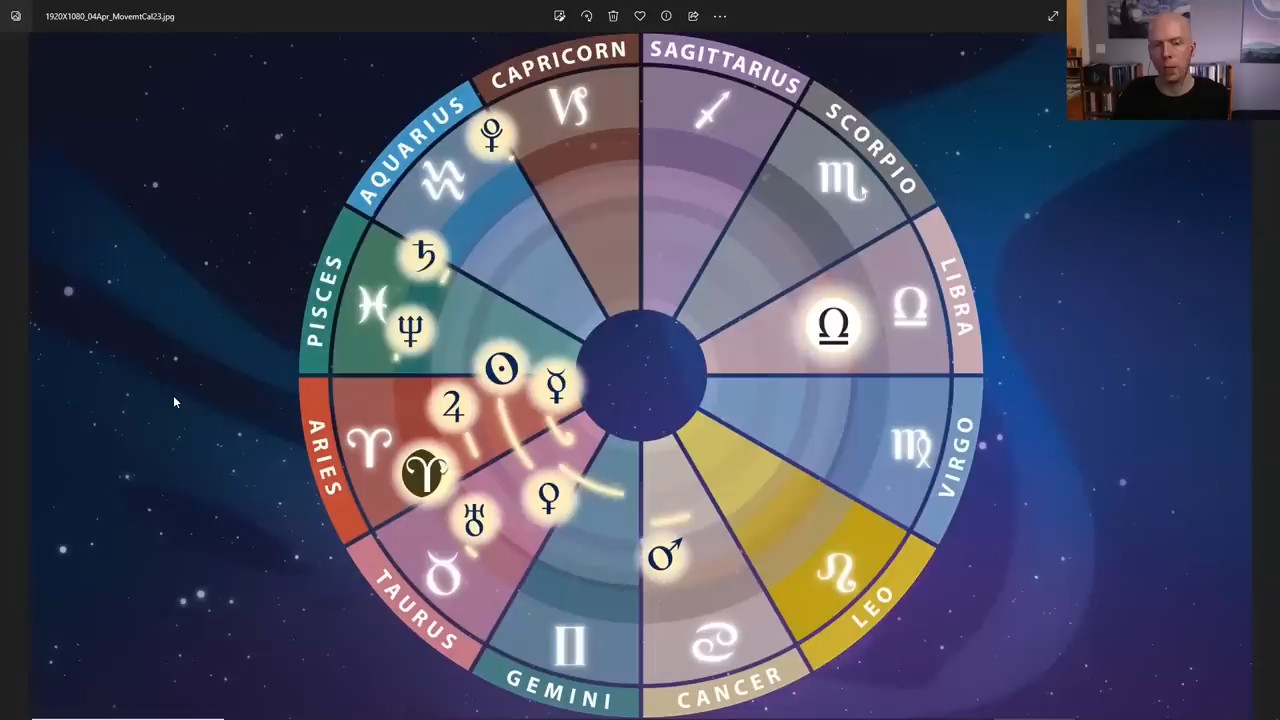 1920X1080_04Apr_MovemtCal23.jpg
CAPRICORN
SAGITTARIUS
AQUARIUS
SCORPIO
PISCES
LIBRA
ARIES
VIRGO
TAURUS
LEO
GEMINI
CANCER